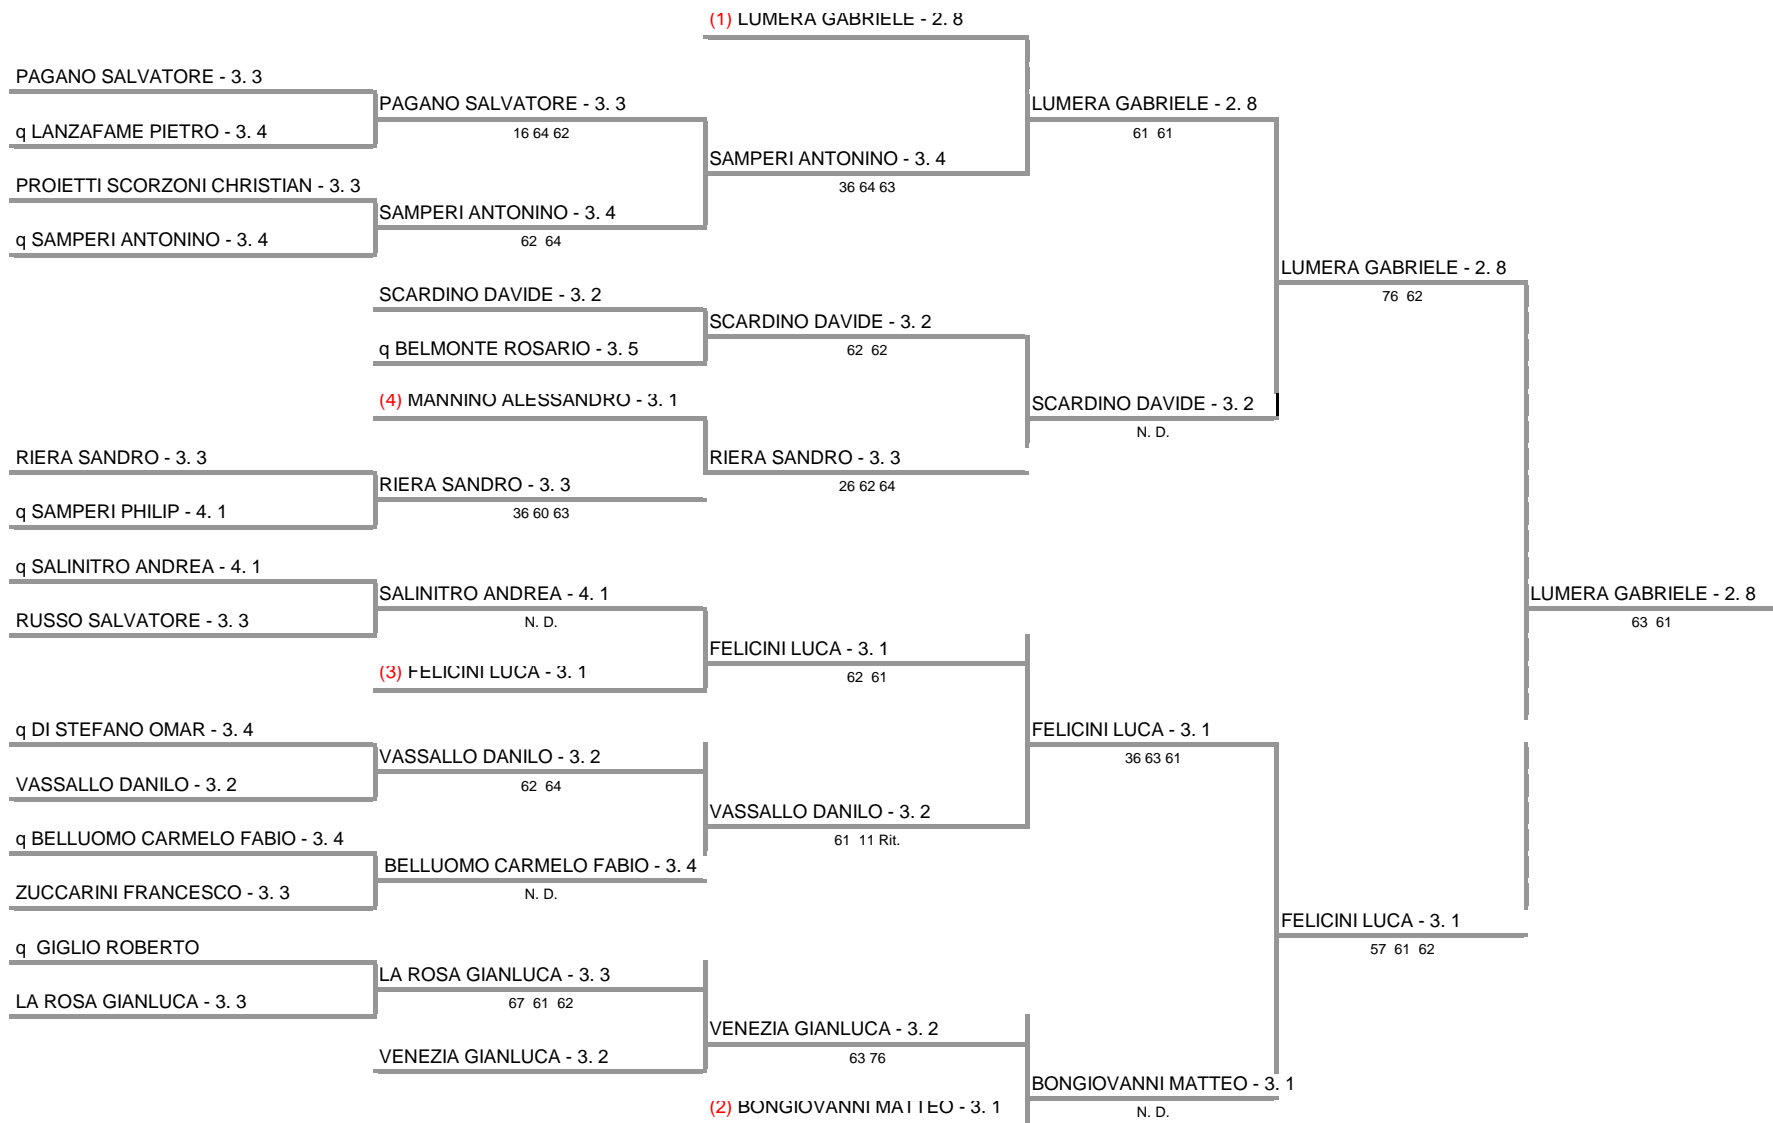 (1) LUMERA GABRIELE - 2. 8
PAGANO SALVATORE - 3. 3
PAGANO SALVATORE - 3. 3
LUMERA GABRIELE - 2. 8
q LANZAFAME PIETRO - 3. 4
16 64 62
61 61
SAMPERI ANTONINO - 3. 4
PROIETTI SCORZONI CHRISTIAN - 3. 3
36 64 63
SAMPERI ANTONINO - 3. 4
q SAMPERI ANTONINO - 3. 4
62 64
LUMERA GABRIELE - 2. 8
SCARDINO DAVIDE - 3. 2
76 62
SCARDINO DAVIDE - 3. 2
q BELMONTE ROSARIO - 3. 5
62 62
(4) MANNINO ALESSANDRO - 3. 1
SCARDINO DAVIDE - 3. 2
N. D.
RIERA SANDRO - 3. 3
RIERA SANDRO - 3. 3
RIERA SANDRO - 3. 3
26 62 64
q SAMPERI PHILIP - 4. 1
36 60 63
q SALINITRO ANDREA - 4. 1
SALINITRO ANDREA - 4. 1
LUMERA GABRIELE - 2. 8
RUSSO SALVATORE - 3. 3
N. D.
63 61
FELICINI LUCA - 3. 1
(3) FELICINI LUCA - 3. 1
62 61
q DI STEFANO OMAR - 3. 4
FELICINI LUCA - 3. 1
VASSALLO DANILO - 3. 2
36 63 61
VASSALLO DANILO - 3. 2
62 64
VASSALLO DANILO - 3. 2
q BELLUOMO CARMELO FABIO - 3. 4
61 11 Rit.
BELLUOMO CARMELO FABIO - 3. 4
ZUCCARINI FRANCESCO - 3. 3
N. D.
FELICINI LUCA - 3. 1
q GIGLIO ROBERTO
57 61 62
LA ROSA GIANLUCA - 3. 3
LA ROSA GIANLUCA - 3. 3
67 61 62
VENEZIA GIANLUCA - 3. 2
VENEZIA GIANLUCA - 3. 2
63 76
BONGIOVANNI MATTEO - 3. 1
(2) BONGIOVANNI MATTEO - 3. 1
N. D.